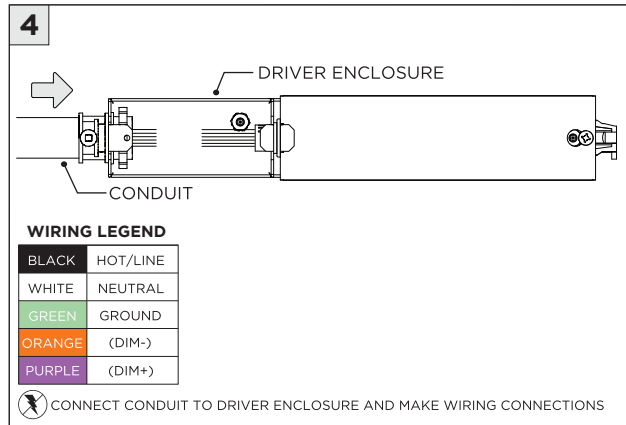 4
DRIVER ENCLOSURE
CONDUIT
WIRING LEGEND
BLACK HOT/LINE
WHITE NEUTRAL
GREEN GROUND
ORANGE (DIM-)
PURPLE (DIM+)
CONNECT CONDUIT TO DRIVER ENCLOSURE AND MAKE WIRING CONNECTIONS